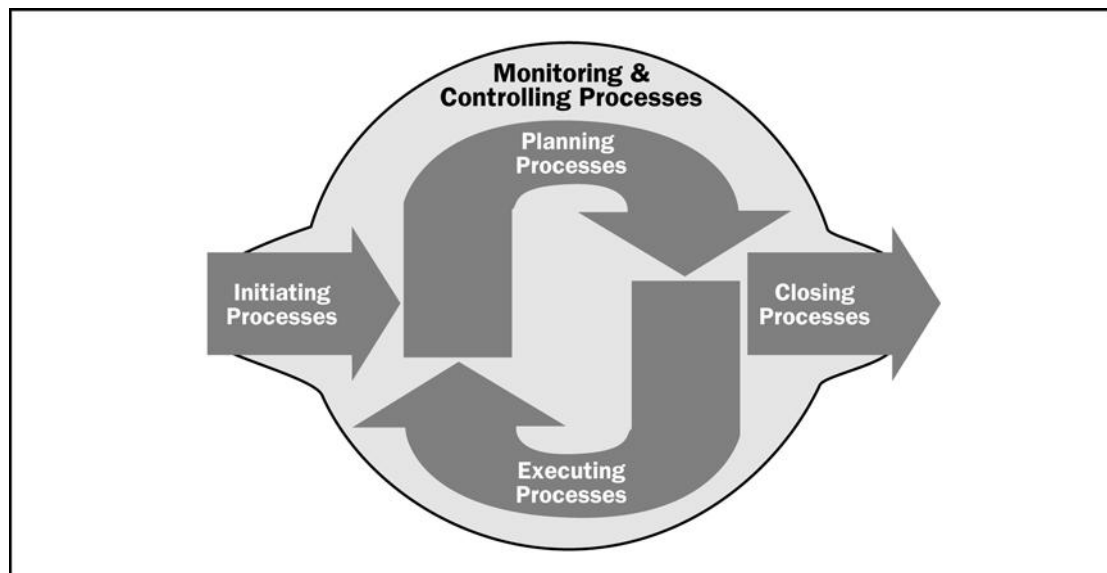 Monitoring &
Controlling Processes
Planning
Processes
Initiating
Processes
Closing
Processes
Executing
Processes